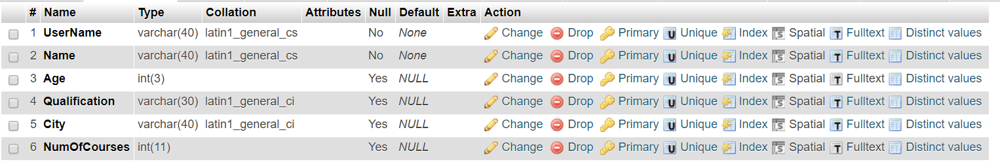 # Name Type Collation Attributes Null Default Extra Action
1 UserName varchar(40) latin1_general_cs No None Change Drop Primary Unique Index Spatial Fulltext Distinct values
2 Name varchar(40) latin1_general_cs No None Change Drop Primary Unique Index Spatial Fulltext Distinct values
3 Age int(3) Yes NULL Change Drop Primary Unique Index Spatial Fulltext Distinct values
4 Qualification varchar(30) latin1_general_ci Yes NULL Change Drop Primary Unique Index Spatial Fulltext Distinct values
5 City varchar(40) latin1_general_ci Yes NULL Change Drop Primary Unique Index Spatial Fulltext Distinct values
6 NumOfCourses int(11) Yes NULL Change Drop Primary Unique Index Spatial Fulltext Distinct values